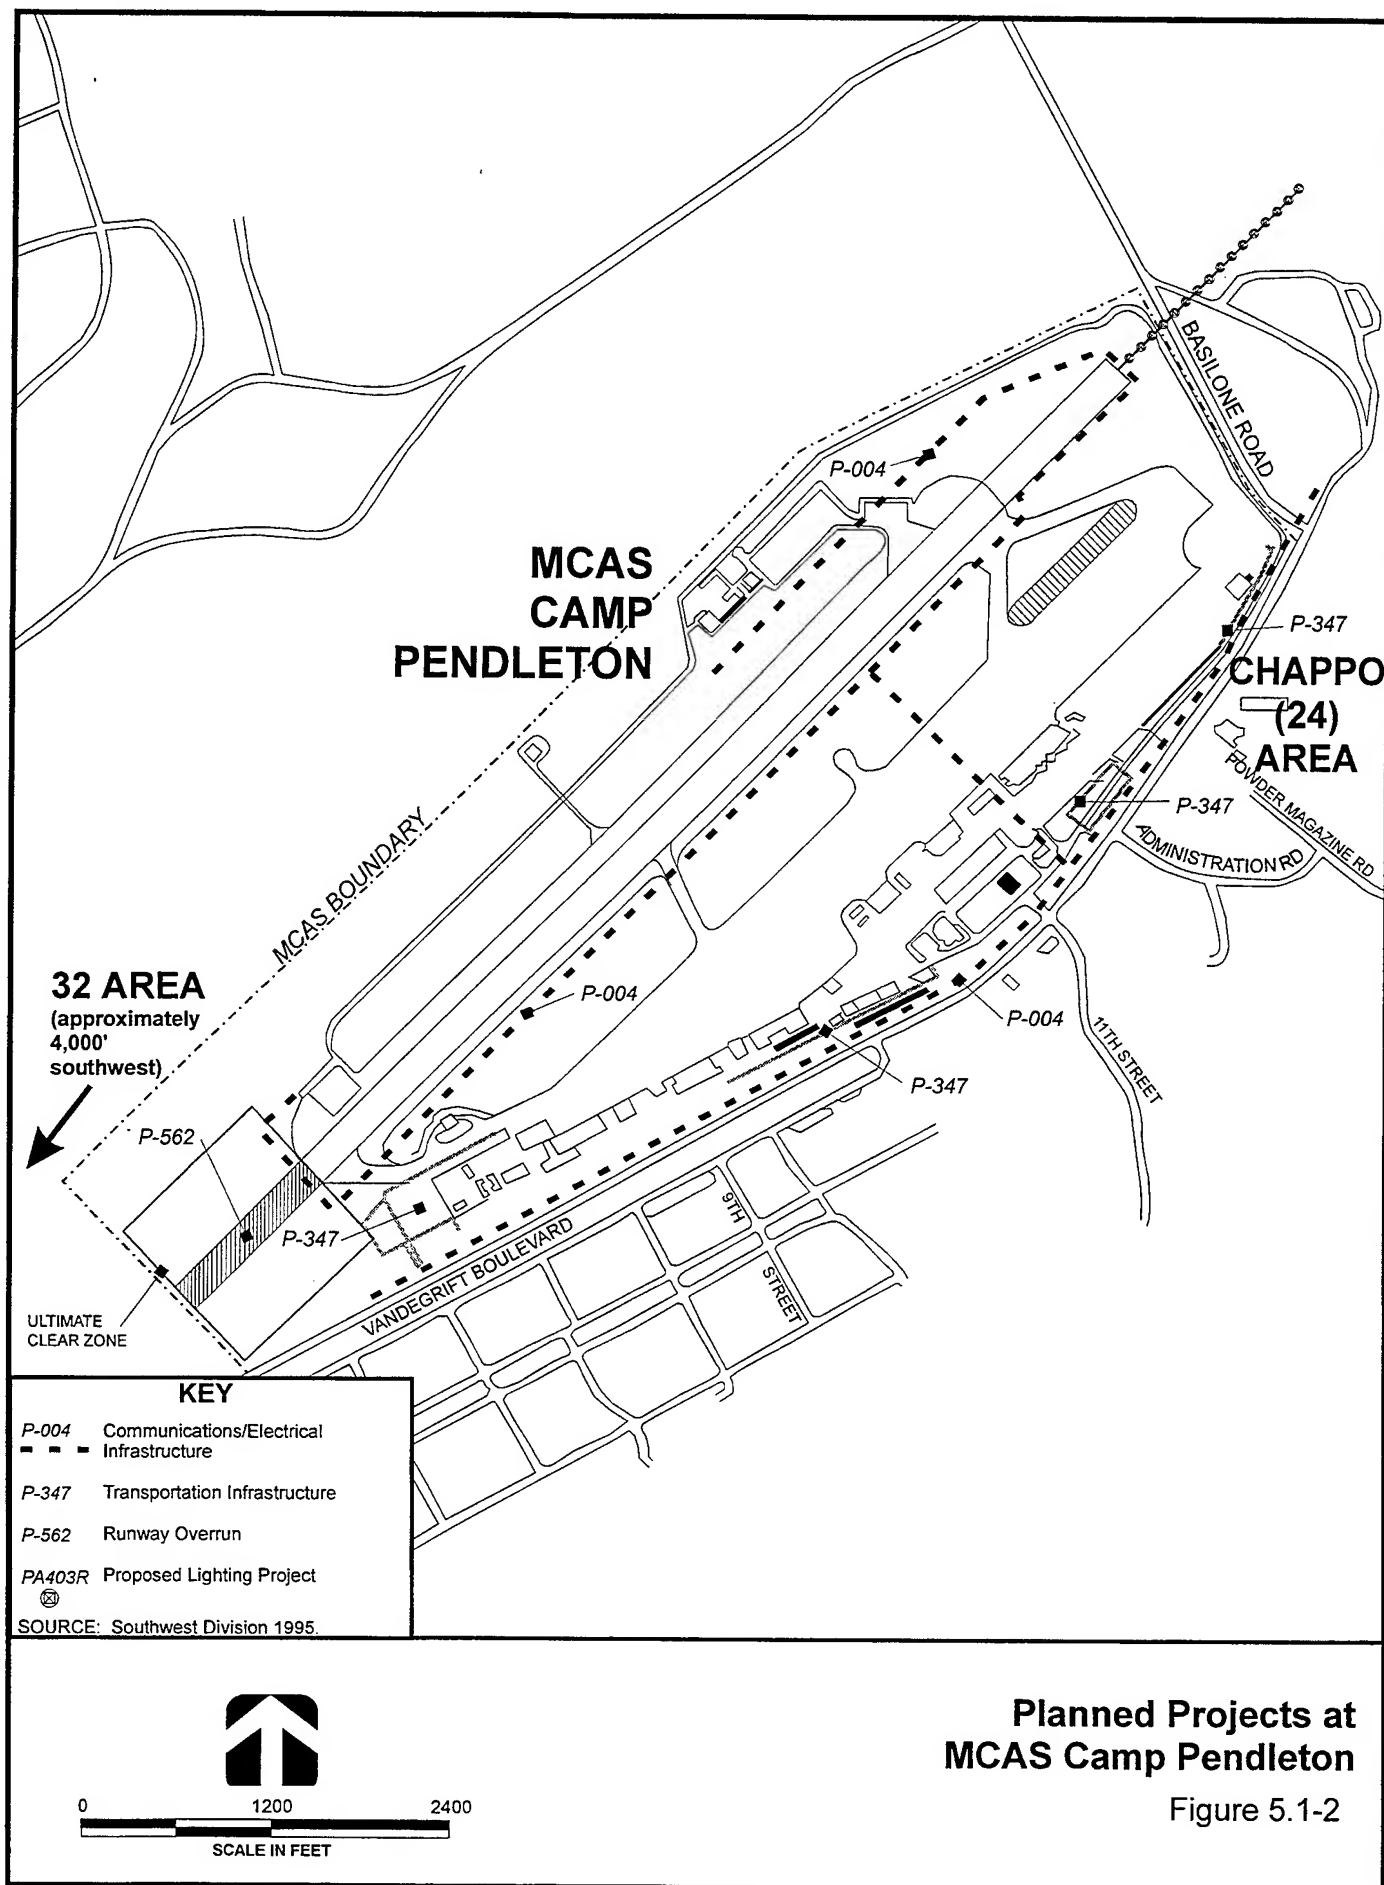 BASILONE ROAD
P-004
MCAS
CAMP
PENDLETON
P-347
CHAPPO
(24)
AREA
POWDER MAGAZINE RD
P-347
ADMINISTRATION RD
MCAS BOUNDARY
32 AREA
(approximately
4,000'
southwest)
P-004
P-004
11TH STREET
P-347
P-562
9TH
STREET
P-347
VANDEGRIFT BOULEVARD
ULTIMATE
CLEAR ZONE
KEY
P-004 Communications/Electrical
Infrastructure
P-347 Transportation Infrastructure
P-562 Runway Overrun
PA403R Proposed Lighting Project
SOURCE: Southwest Division 1995.
Planned Projects at
MCAS Camp Pendleton
Figure 5.1-2
0 1200 2400
SCALE IN FEET